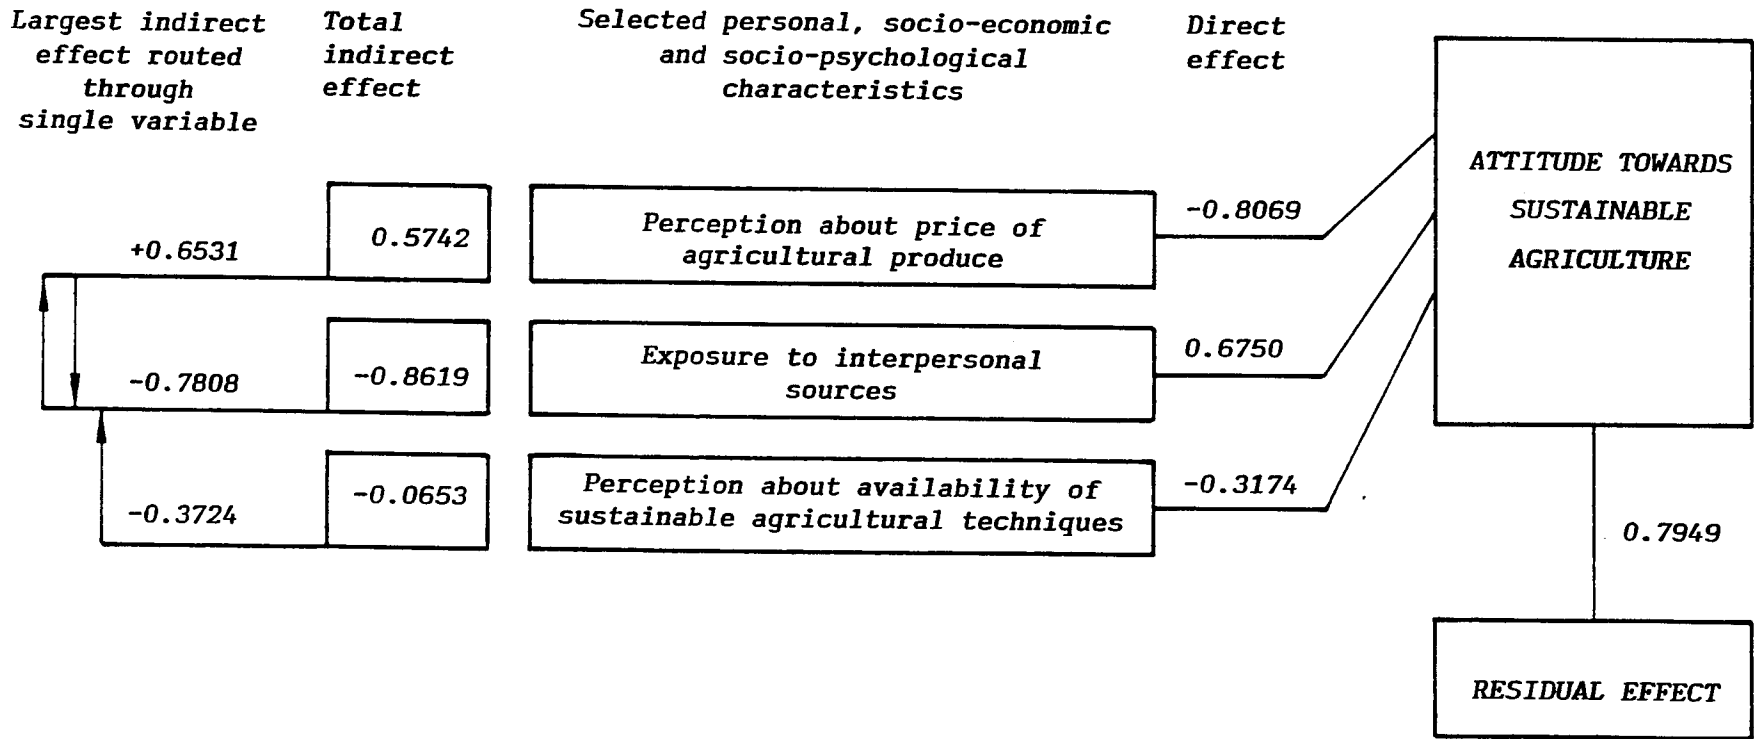 Largest indirect
effect routed
through
single variable
Total
indirect
effect
Selected personal, socio-economic
and socio-psychological
characteristics
Direct
effect
+0.6531
0.5742
Perception about price of
agricultural produce
-0.8069
-0.7808
-0.8619
Exposure to interpersonal
sources
0.6750
-0.3724
-0.0653
Perception about availability of
sustainable agricultural techniques
-0.3174
ATTITUDE TOWARDS
SUSTAINABLE
AGRICULTURE
0.7949
RESIDUAL EFFECT